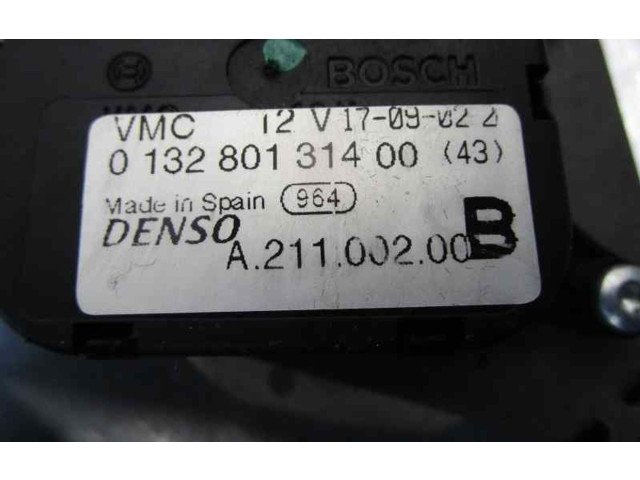 BOSCH
VMC 12 V 17-09-02 2
0 132 801 314 00 (43)
Made in Spain 964
DENSO
A.211.002.00 B